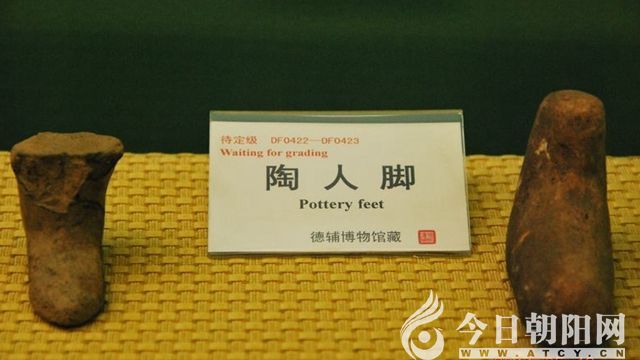 待定级 DF0422—DF0423
Waiting for grading
陶人脚
Pottery feet
德辅博物馆藏
今日朝阳网
WWW.ATCY.CN